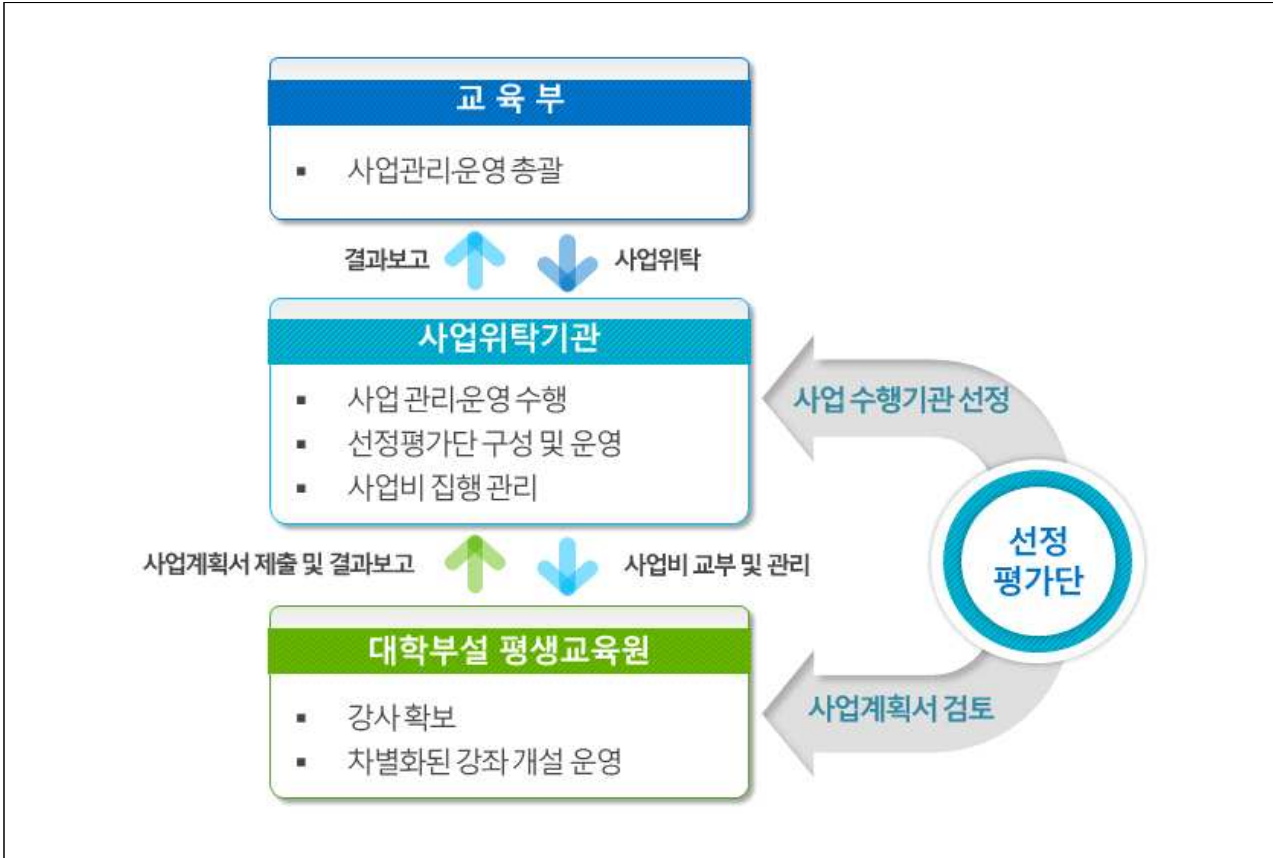 교 육 부
▪ 사업관리·운영 총괄
결과보고
사업위탁
사업위탁기관
▪ 사업 관리·운영 수행
▪ 선정평가단 구성 및 운영
▪ 사업비 집행 관리
사업 수행기관 선정
선정
평가단
사업계획서 제출 및 결과보고
사업비 교부 및 관리
대학부설 평생교육원
▪ 강사 확보
▪ 차별화된 강좌 개설 운영
사업계획서 검토